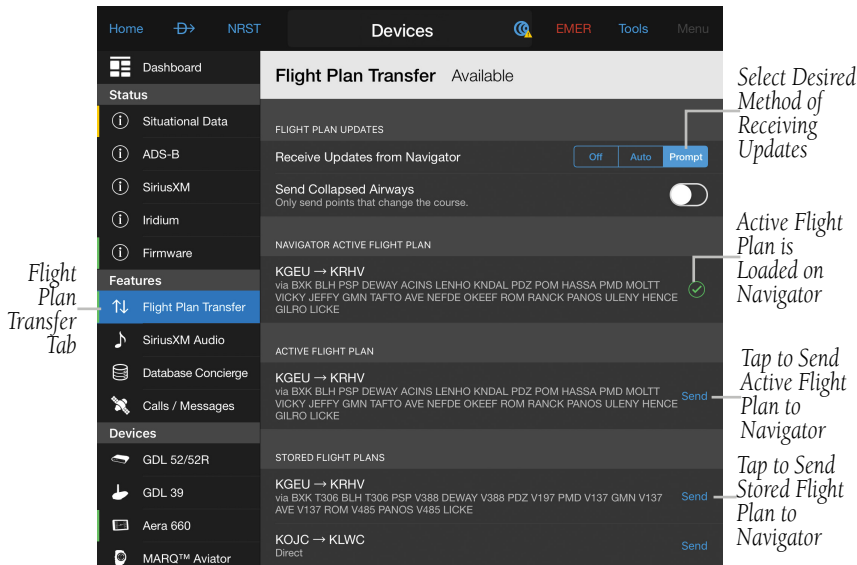 Home
NRST
Devices
EMER
Tools
Menu
Dashboard
Status
Situational Data
ADS-B
SiriusXM
Iridium
Firmware
Features
Flight Plan Transfer
SiriusXM Audio
Database Concierge
Calls / Messages
Devices
GDL 52/52R
GDL 39
Aera 660
MARQ™ Aviator
Flight Plan Transfer Available
FLIGHT PLAN UPDATES
Receive Updates from Navigator
Off
Auto
Prompt
Send Collapsed Airways
Only send points that change the course.
NAVIGATOR ACTIVE FLIGHT PLAN
KGEU → KRHV
via BXK BLH PSP DEWAY ACINS LENHO KNDAL PDZ POM HASSA PMD MOLTT
VICKY JEFFY GMN TAFTO AVE NEFDE OKEEF ROM RANCK PANOS ULENY HENCE
GILRO LICKE
ACTIVE FLIGHT PLAN
KGEU → KRHV
via BXK BLH PSP DEWAY ACINS LENHO KNDAL PDZ POM HASSA PMD MOLTT
VICKY JEFFY GMN TAFTO AVE NEFDE OKEEF ROM RANCK PANOS ULENY HENCE
GILRO LICKE
Send
STORED FLIGHT PLANS
KGEU → KRHV
via BXK T306 BLH T306 PSP V388 DEWAY V388 PDZ V197 PMD V137 GMN V137
AVE V137 ROM V485 PANOS V485 LICKE
Send
KOJC → KLWC
Direct
Send
Flight
Plan
Transfer
Tab
Select Desired
Method of
Receiving
Updates
Active Flight
Plan is
Loaded on
Navigator
Tap to Send
Active Flight
Plan to
Navigator
Tap to Send
Stored Flight
Plan to
Navigator